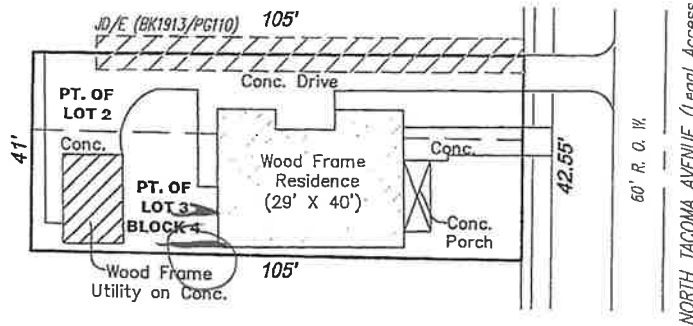 JD/E (BK1913/PG110)
105'
Conc. Drive
PT. OF
LOT 2
41'
Conc.
PT. OF
LOT 3
BLOCK 4
Wood Frame
Residence
(29' X 40')
Conc.
Conc.
Porch
Wood Frame
Utility on Conc.
105'
42.55'
60' R. O. W.
NORTH TACOMA AVENUE (Legal Access